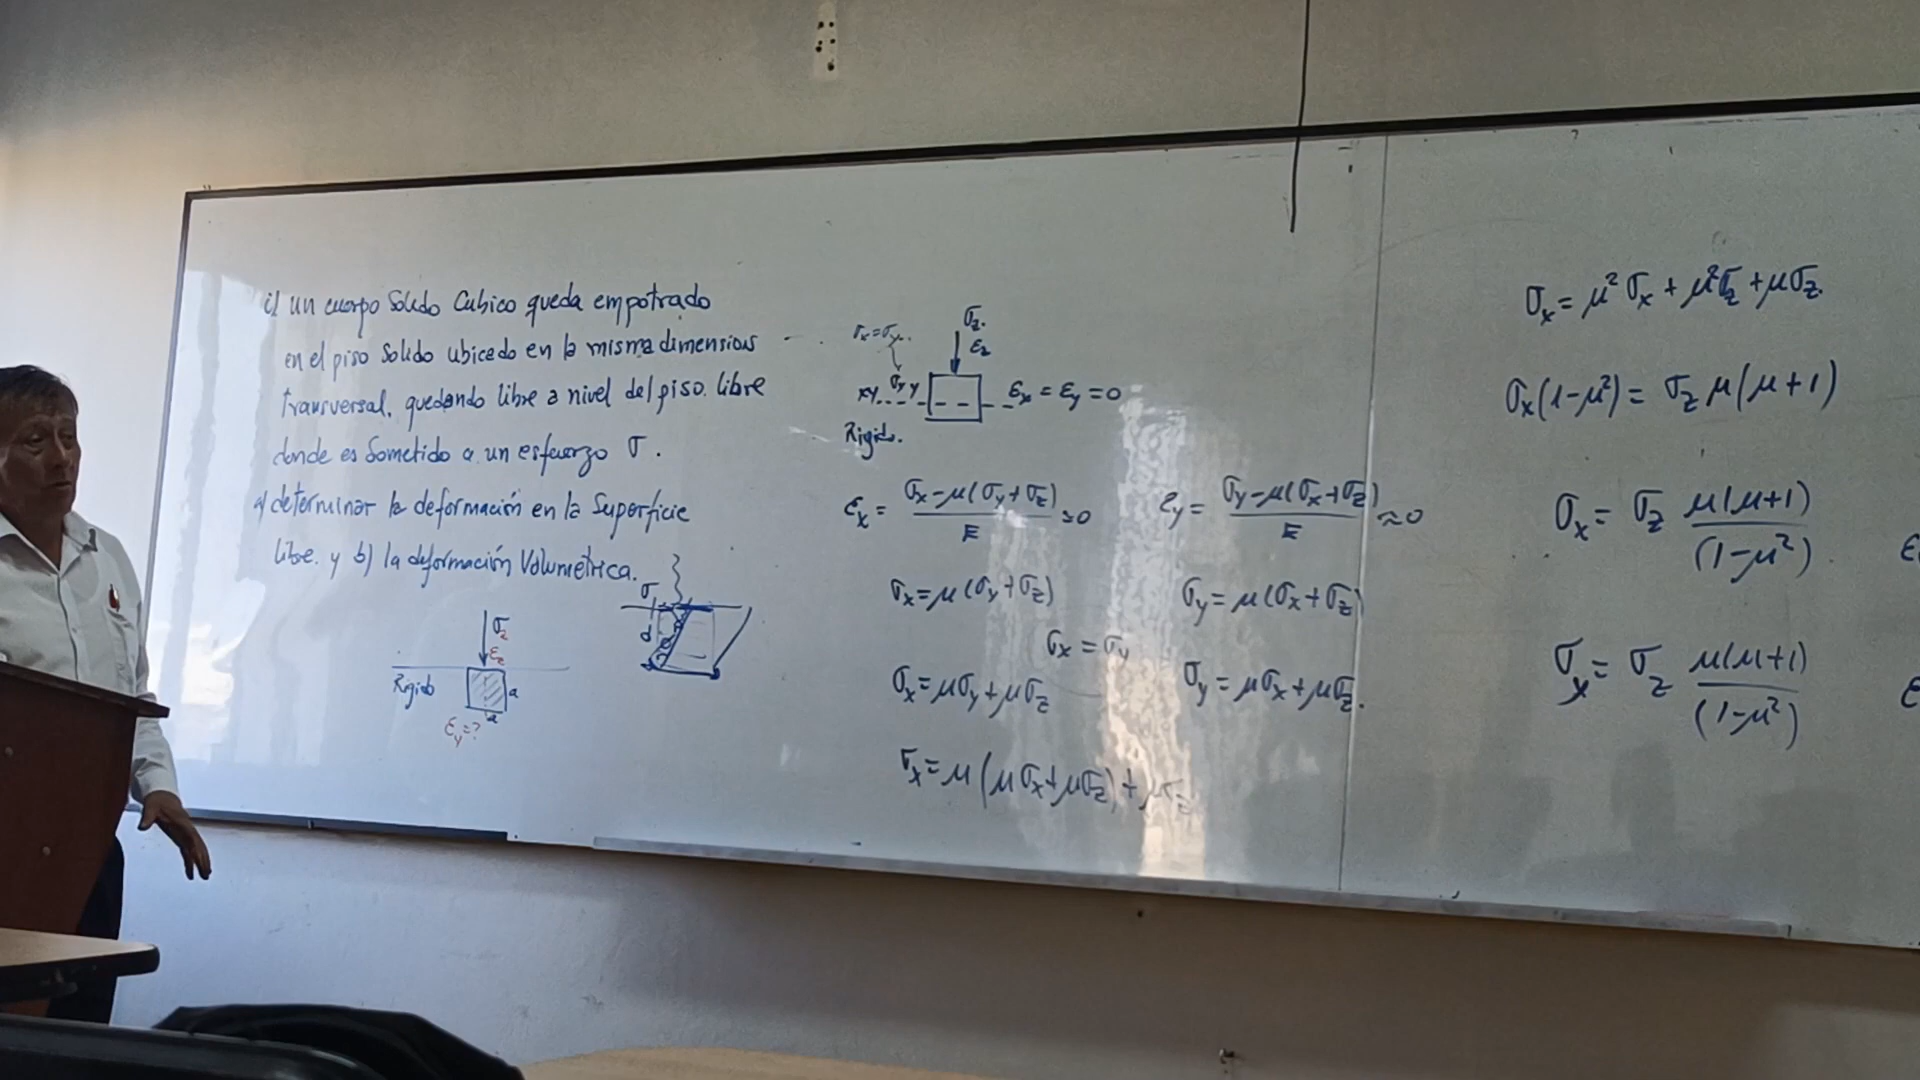 i) un cuerpo Solido Cubico queda empotrado
en el piso Solido ubicado en la misma dimensions
transversal, quedando libre a nivel del piso. libre
donde es Sometido a un esfuerzo σ.
a) determinar la deformación en la Superficie
libre. y b) la deformación Volumétrica.
σz
εz
Rigido
a
a
εy=?
σ
d
σz.
εz
σx=σy..
xy
σy y
εx = εy = 0
Rigido.
εx = (σx-μ(σy+σz))/E ≈0
εy = (σy-μ(σx+σz))/E ≈0
σx=μ(σy+σz)
σy=μ(σx+σz)
σx = σy
σx=μσy+μσz
σy=μσx+μσz.
σx=μ(μσx+μσz)+μσz
σx=μ²σx+μ²σz+μσz.
σx(1-μ²)= σz μ(μ+1)
σx= σz μ(μ+1)/(1-μ²)
σy= σz μ(μ+1)/(1-μ²)
ε
ε